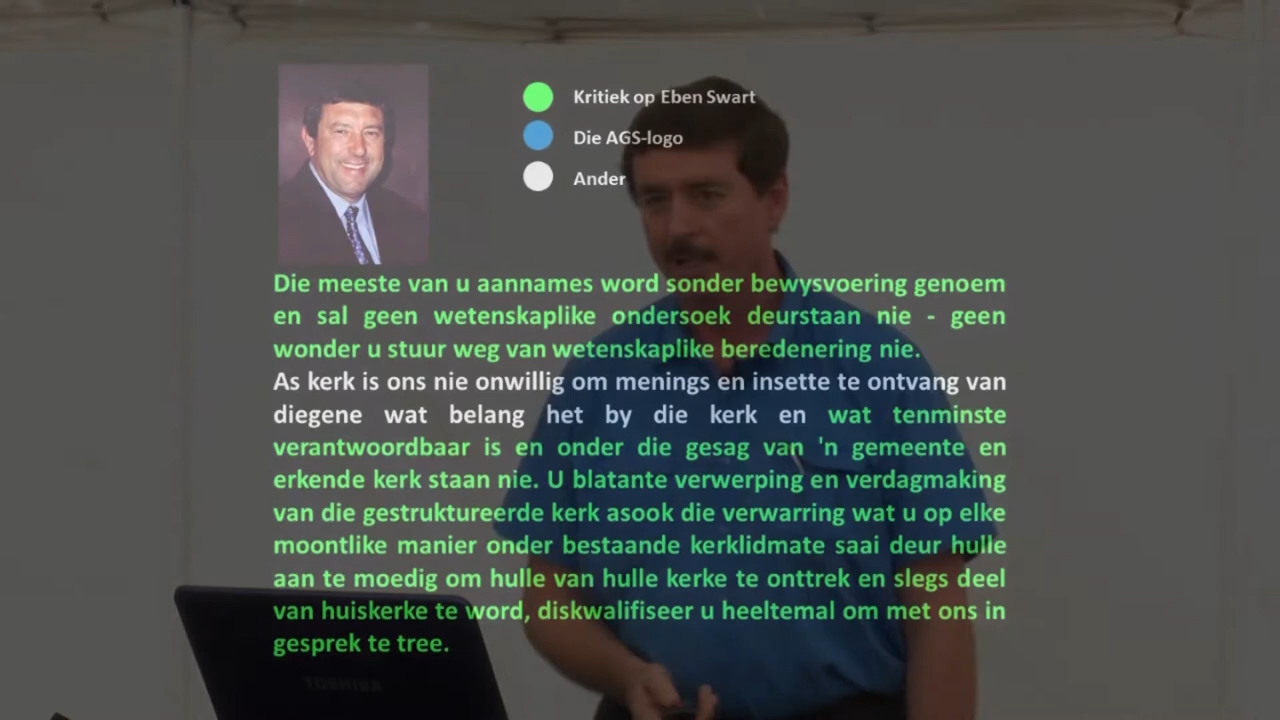 Kritiek op Eben Swart
Die AGS-logo
Ander
Die meeste van u aannames word sonder bewysvoering genoem
en sal geen wetenskaplike ondersoek deurstaan nie - geen
wonder u stuur weg van wetenskaplike beredenering nie.
As kerk is ons nie onwillig om menings en insette te ontvang van
diegene wat belang het by die kerk en wat tenminste
verantwoordbaar is en onder die gesag van 'n gemeente en
erkende kerk staan nie. U blatante verwerping en verdagmaking
van die gestruktureerde kerk asook die verwarring wat u op elke
moontlike manier onder bestaande kerklidmate saai deur hulle
aan te moedig om hulle van hulle kerke te onttrek en slegs deel
van huiskerke te word, diskwalifiseer u heeltemal om met ons in
gesprek te tree.
TOSHIBA